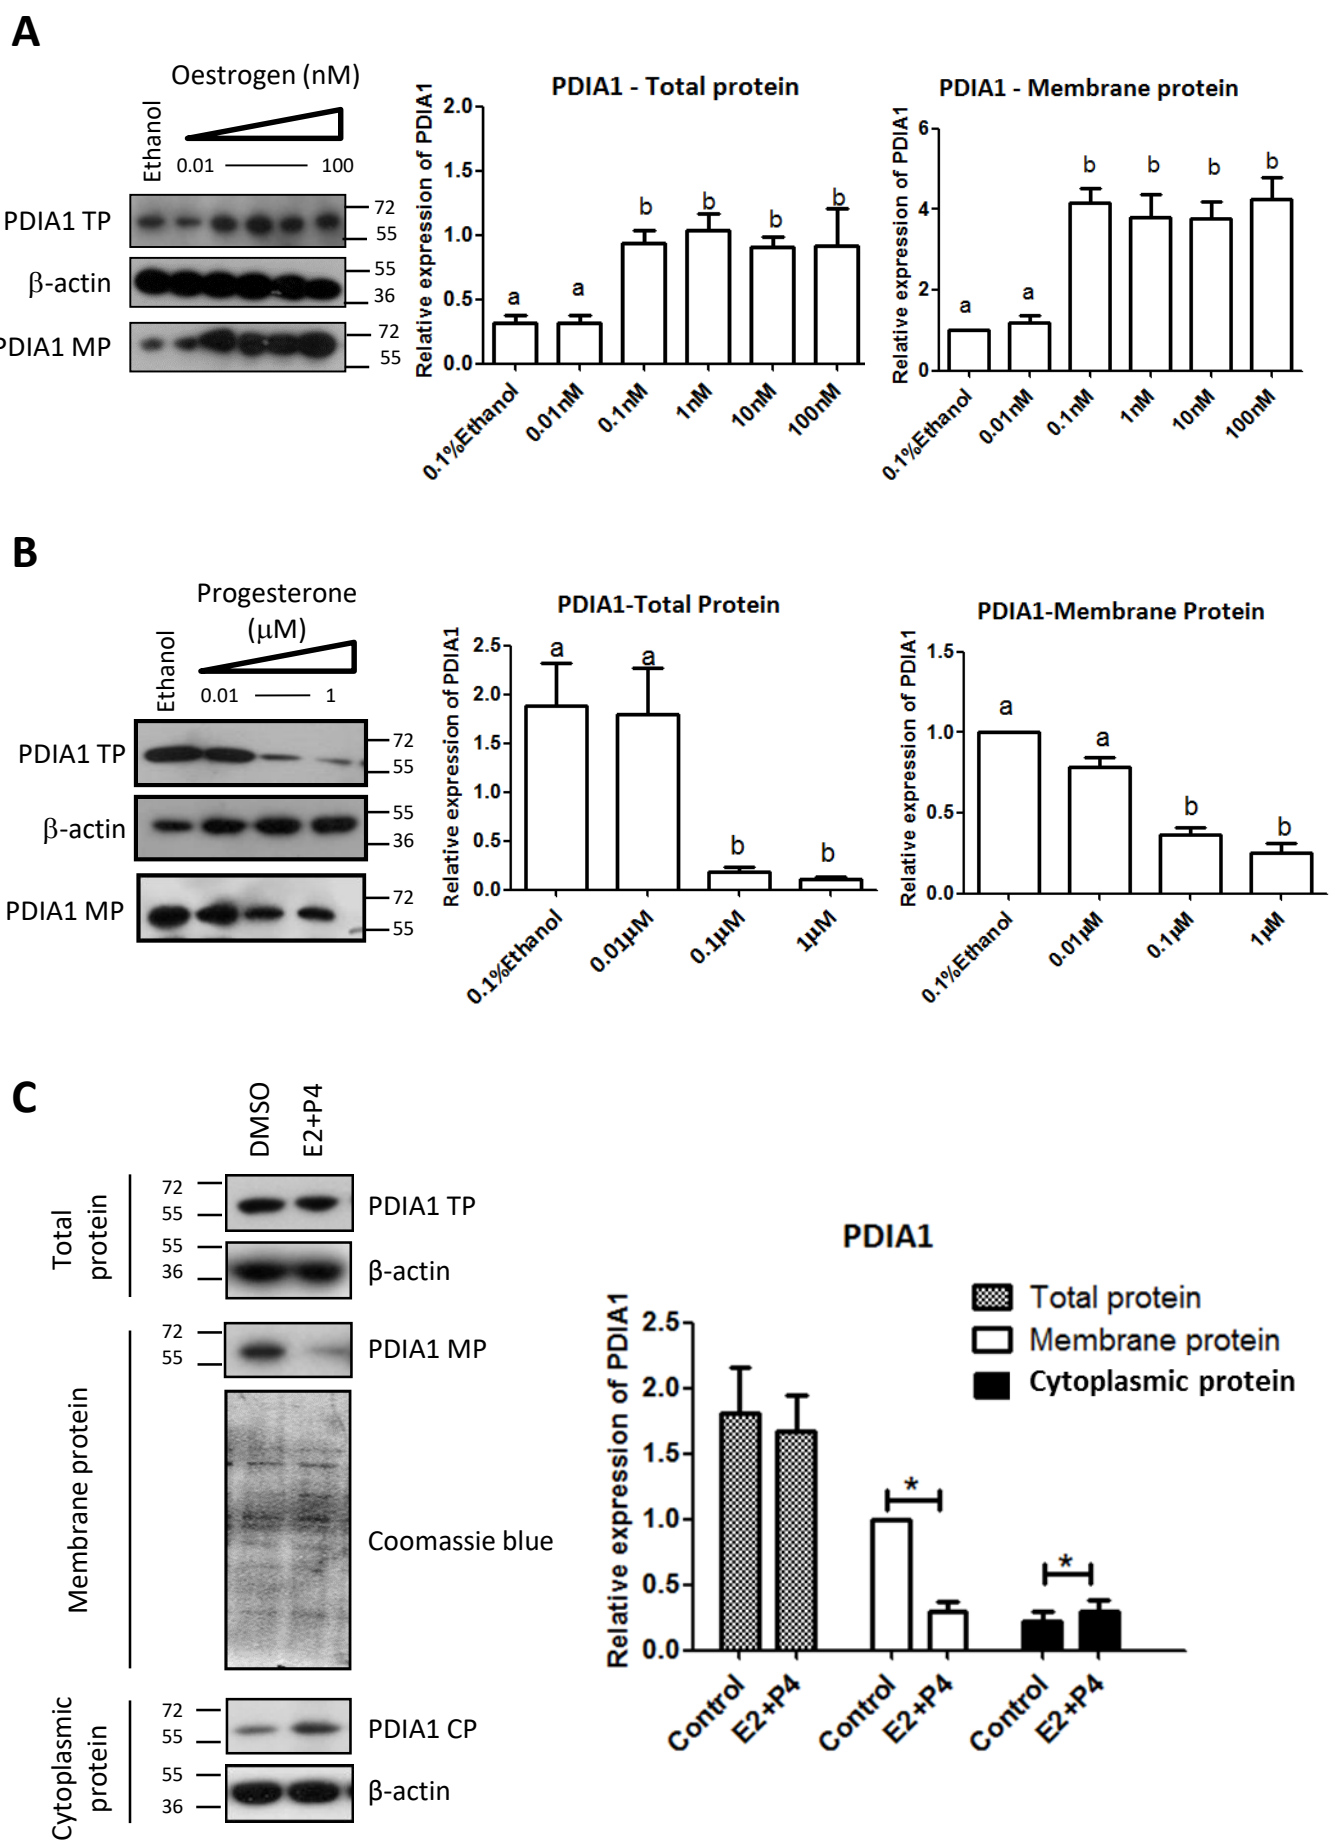 A
Oestrogen (nM)
Ethanol
0.01
100
PDIA1 TP
72
55
β-actin
55
36
PDIA1 MP
72
55
PDIA1 - Total protein
Relative expression of PDIA1
2.0
1.5
1.0
0.5
0.0
a
a
b
b
b
b
0.1%Ethanol
0.01nM
0.1nM
1nM
10nM
100nM
PDIA1 - Membrane protein
Relative expression of PDIA1
6
4
2
0
a
a
b
b
b
b
0.1%Ethanol
0.01nM
0.1nM
1nM
10nM
100nM
B
Progesterone
(μM)
Ethanol
0.01
1
PDIA1 TP
72
55
β-actin
55
36
PDIA1 MP
72
55
PDIA1-Total Protein
Relative expression of PDIA1
2.5
2.0
1.5
1.0
0.5
0.0
a
a
b
b
0.1%Ethanol
0.01μM
0.1μM
1μM
PDIA1-Membrane Protein
Relative expression of PDIA1
1.5
1.0
0.5
0.0
a
a
b
b
0.1%Ethanol
0.01μM
0.1μM
1μM
C
DMSO
E2+P4
Total
protein
72
55
PDIA1 TP
55
36
β-actin
Membrane protein
72
55
PDIA1 MP
Coomassie blue
Cytoplasmic
protein
72
55
PDIA1 CP
55
36
β-actin
PDIA1
Total protein
Membrane protein
Cytoplasmic protein
Relative expression of PDIA1
2.5
2.0
1.5
1.0
0.5
0.0
*
*
Control
E2+P4
Control
E2+P4
Control
E2+P4